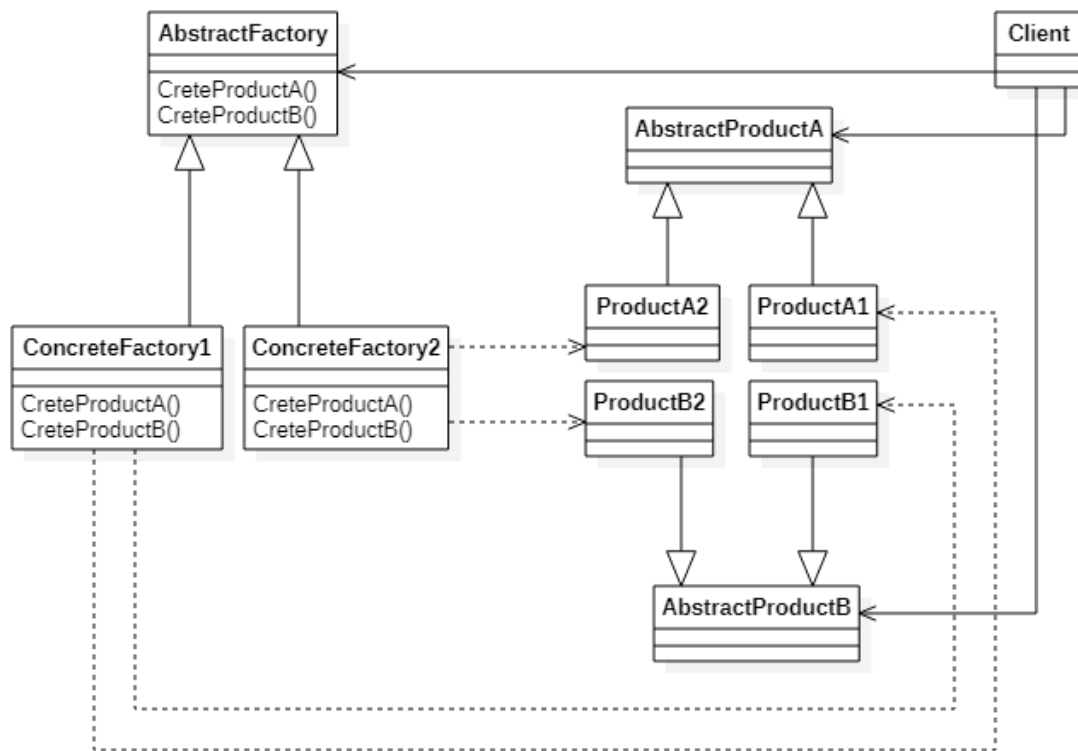 AbstractFactory
CreteProductA()
CreteProductB()
Client
AbstractProductA
ProductA2
ProductA1
ConcreteFactory1
CreteProductA()
CreteProductB()
ConcreteFactory2
CreteProductA()
CreteProductB()
ProductB2
ProductB1
AbstractProductB